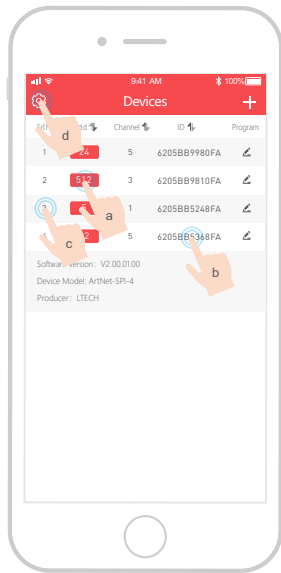 9:41 AM 100%
Devices +
Channel ID Program
1 24 5 6205BB9980FA
2 512 3 6205BB9810FA
1 6205BB5248FA
5 6205BB5368FA
d
a
c
b
Software Version: V2.00.01:00
Device Model: ArtNet-SPI-4
Producer: LTECH